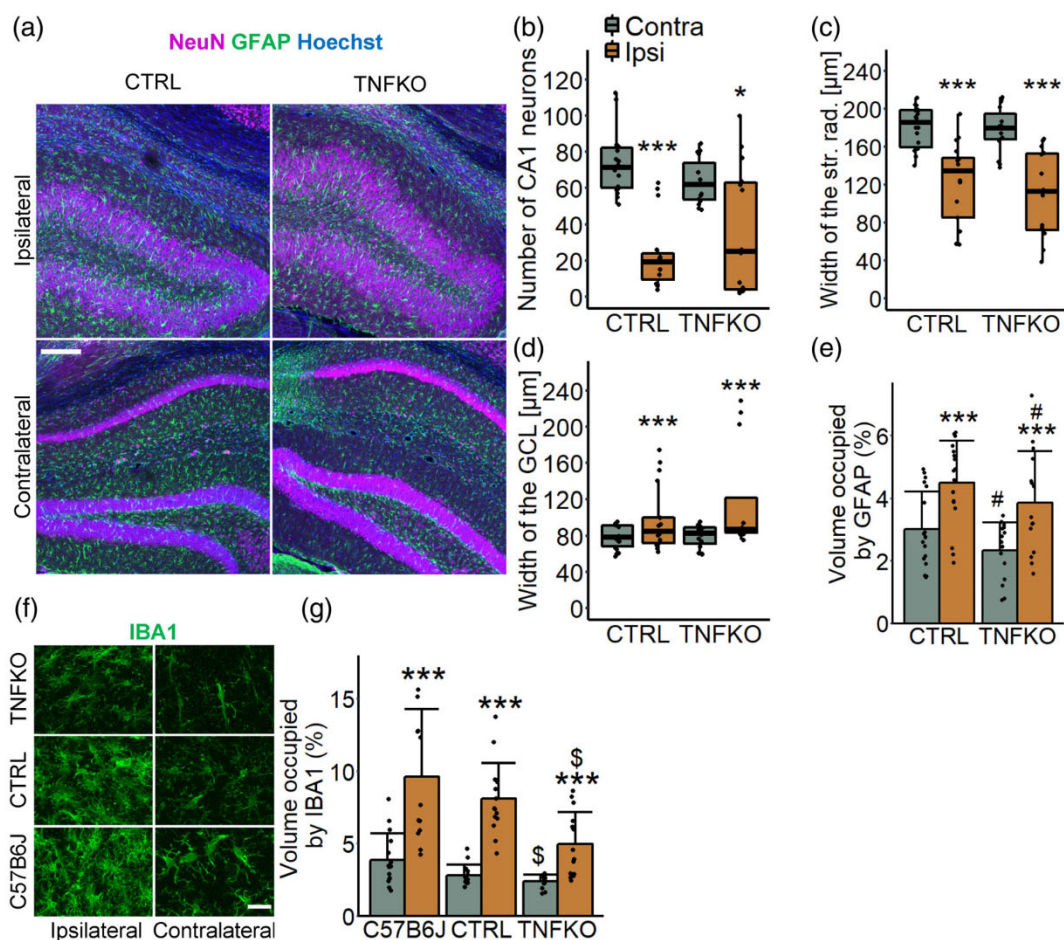 (a)
NeuN GFAP Hoechst
CTRL TNFKO
Ipsilateral
Contralateral
(b)
Contra
Ipsi
Number of CA1 neurons
120
100
80
60
40
20
0
***
*
CTRL TNFKO
(c)
Width of the str. rad. [µm]
240
200
160
120
80
40
0
***
***
CTRL TNFKO
(d)
Width of the GCL [µm]
240
200
160
120
80
40
0
***
***
CTRL TNFKO
(e)
Volume occupied
by GFAP (%)
6
4
2
0
***
#
#
***
CTRL TNFKO
(f)
IBA1
TNFKO
CTRL
C57B6J
Ipsilateral Contralateral
(g)
Volume occupied
by IBA1 (%)
15
10
5
0
***
***
$
$
***
C57B6J CTRL TNFKO